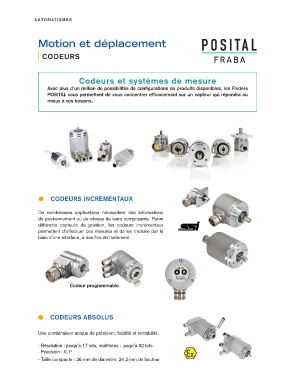 AUTOMATISMES
Motion et déplacement
CODEURS
POSITAL
FRABA
Codeurs et systèmes de mesure
Avec plus d'un million de possibilités de configurations de produits disponibles, les Finders
POSITAL vous permettent de vous concentrer efficacement sur un capteur qui répondra au
mieux à vos besoins.
CODEURS INCRÉMENTAUX
De nombreuses applications nécessitent des informations
de positionnement ou de vitesse de leurs composants. Parmi
différents capteurs de position, les codeurs incrémentaux
permettent d'effectuer ces mesures et de les traduire par le
biais d'une interface, à des fins de traitement.
Codeur programmable
CODEURS ABSOLUS
Une combinaison unique de précision, fiabilité et rentabilité.
- Résolution : jusqu'à 17 bits, multitours : jusqu'à 32 bits
- Précision : 0,1°
- Taille compacte : 36 mm de diamètre, 24,2 mm de hauteur